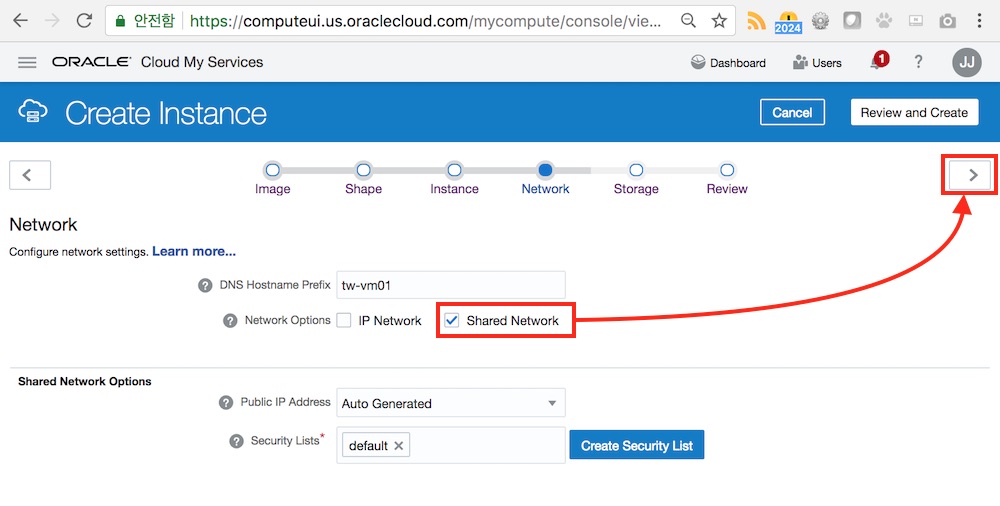 안전함 https://computeui.us.oraclecloud.com/mycompute/console/vie...
2024
ORACLE® Cloud My Services
Dashboard
Users
1
?
JJ
Create Instance
Cancel
Review and Create
Image
Shape
Instance
Network
Storage
Review
Network
Configure network settings. Learn more...
? DNS Hostname Prefix tw-vm01
? Network Options IP Network Shared Network
Shared Network Options
? Public IP Address Auto Generated
? Security Lists* default Create Security List